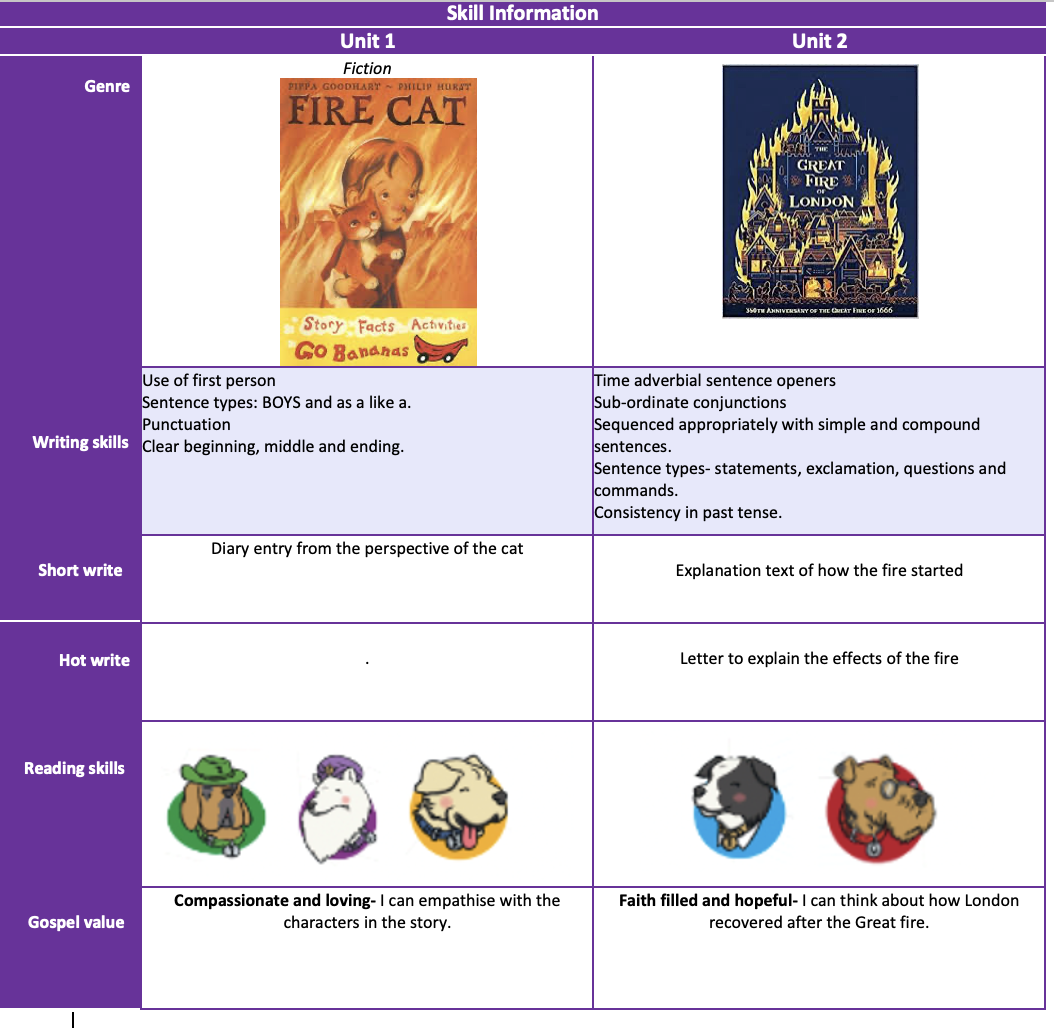 Skill Information
Unit 1
Unit 2
Genre
Fiction
PIPPA GOODHART ~ PHILIP HURST
FIRE CAT
Story Facts Activities
GO BANANAS
THE
GREAT
FIRE
OF
LONDON
350TH ANNIVERSARY OF THE GREAT FIRE OF 1666
Writing skills
Use of first person
Sentence types: BOYS and as a like a.
Punctuation
Clear beginning, middle and ending.
Time adverbial sentence openers
Sub-ordinate conjunctions
Sequenced appropriately with simple and compound
sentences.
Sentence types- statements, exclamation, questions and
commands.
Consistency in past tense.
Short write
Diary entry from the perspective of the cat
Explanation text of how the fire started
Hot write
.
Letter to explain the effects of the fire
Reading skills
Gospel value
Compassionate and loving- I can empathise with the
characters in the story.
Faith filled and hopeful- I can think about how London
recovered after the Great fire.